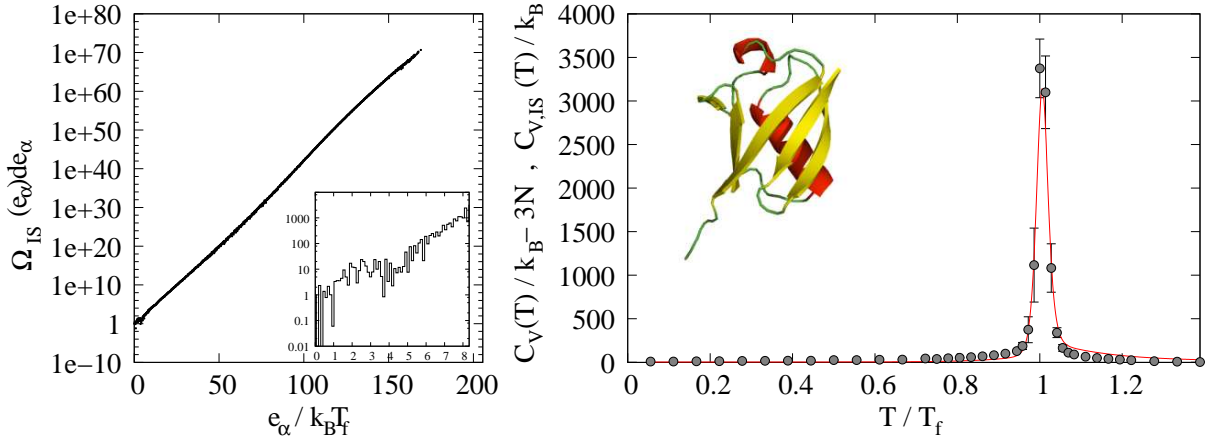 Ω_IS (e_α)de_α
1e+80
1e+70
1e+60
1e+50
1e+40
1e+30
1e+20
1e+10
1
1e-10
0 50 100 150 200
e_α / k_B T_f
1000
100
10
1
0.1
0.01
0 1 2 3 4 5 6 7 8
C_V(T) / k_B − 3N , C_V,IS (T) / k_B
4000
3500
3000
2500
2000
1500
1000
500
0
0 0.2 0.4 0.6 0.8 1 1.2
T / T_f